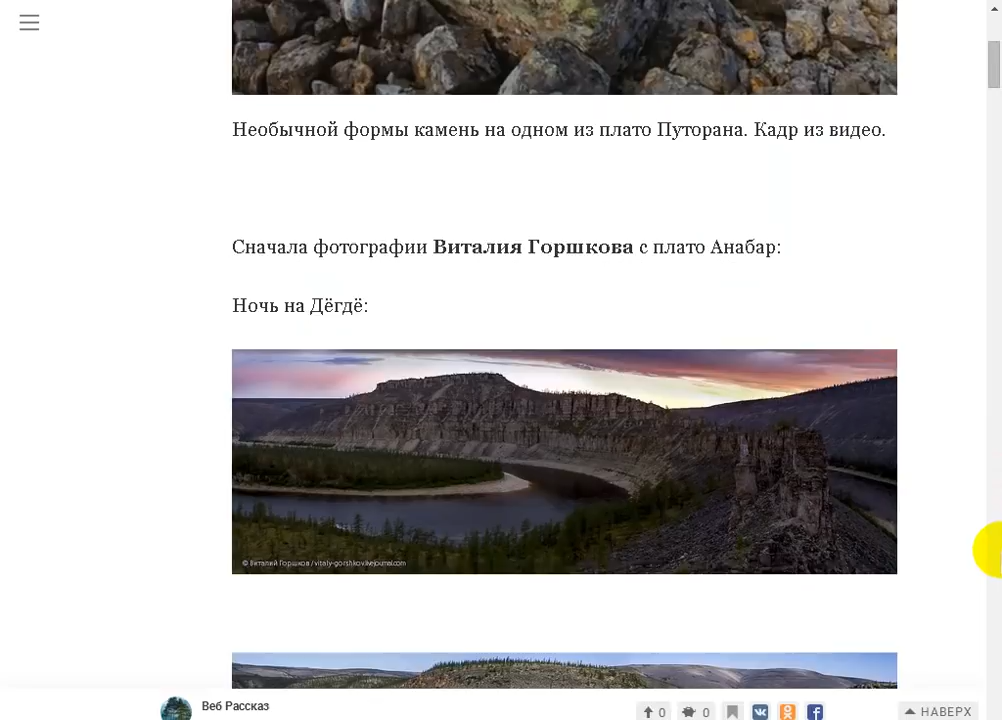 Необычной формы камень на одном из плато Путорана. Кадр из видео.
Сначала фотографии Виталия Горшкова с плато Анабар:
Ночь на Дёгдё:
© Виталий Горшков / vitaly-gorshkov.livejournal.com
Веб Рассказ
0
0
НАВЕРХ